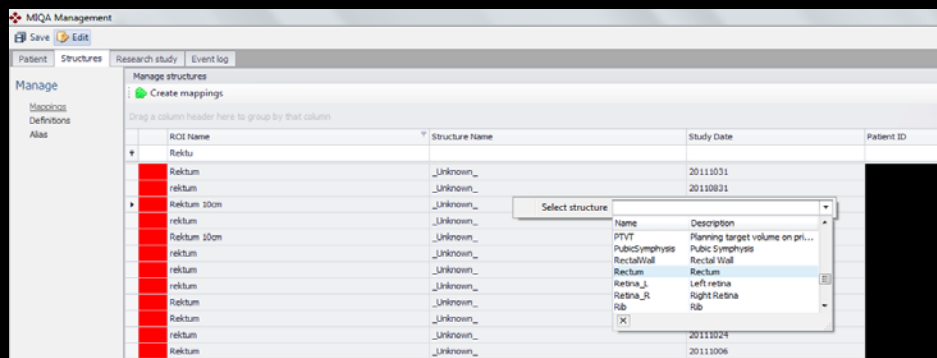 MIQA Management
Save Edit
Patient Structures Research study Event log
Manage
Mappings
Definitions
Alias
Manage structures
Create mappings
Drag a column header here to group by that column
ROI Name Structure Name Study Date Patient ID
Rektu
Rektum _Unknown_ 20111031
rektum _Unknown_ 20110831
Rektum 10cm _Unknown_
rektum _Unknown_
Rektum 10cm _Unknown_
rektum _Unknown_
rektum _Unknown_
rektum _Unknown_
Rektum _Unknown_
Rektum _Unknown_
rektum _Unknown_ 20111024
Rektum _Unknown_ 20111006
Select structure
Name Description
PTVT Planning target volume on pri...
PubicSymphysis Pubic Symphysis
RectalWall Rectal Wall
Rectum Rectum
Retina_L Left retina
Retina_R Right Retina
Rib Rib